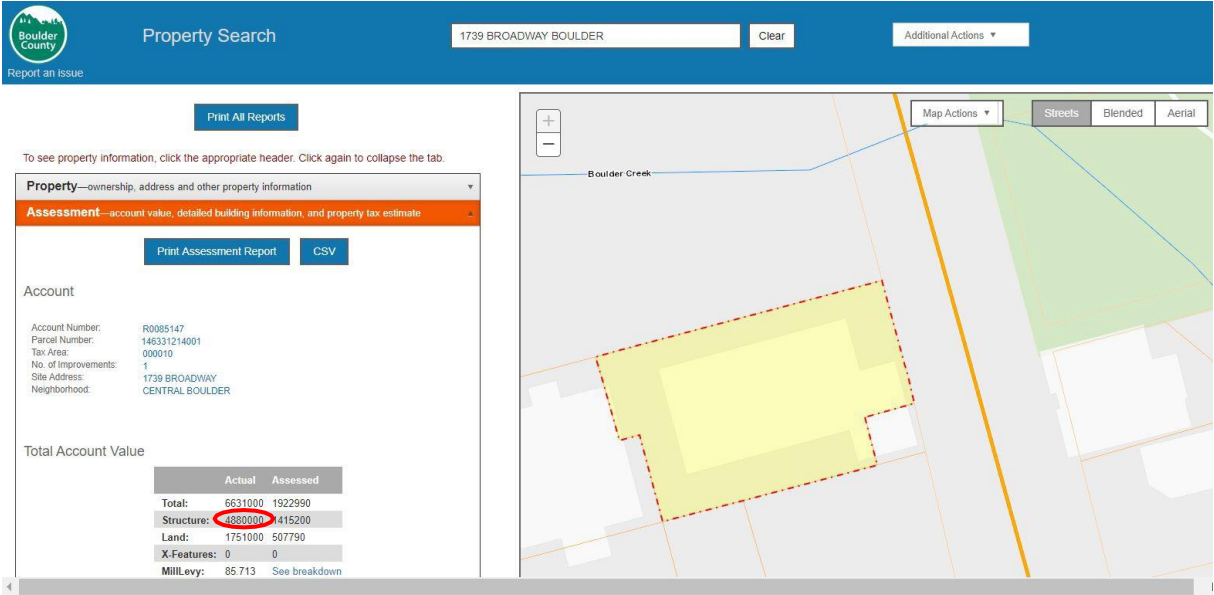 Boulder
County
Property Search
1739 BROADWAY BOULDER
Clear
Additional Actions ▼
Report an issue
Print All Reports
To see property information, click the appropriate header. Click again to collapse the tab.
Property—ownership, address and other property information
Assessment—account value, detailed building information, and property tax estimate
Print Assessment Report
CSV
Account
Account Number: R0085147
Parcel Number: 146331214001
Tax Area: 000010
No. of Improvements: 1
Site Address: 1739 BROADWAY
Neighborhood: CENTRAL BOULDER
Total Account Value
Actual Assessed
Total: 6631000 1922990
Structure: 4880000 1415200
Land: 1751000 507790
X-Features: 0 0
MillLevy: 85.713 See breakdown
+
−
Map Actions ▼
Streets
Blended
Aerial
Boulder Creek